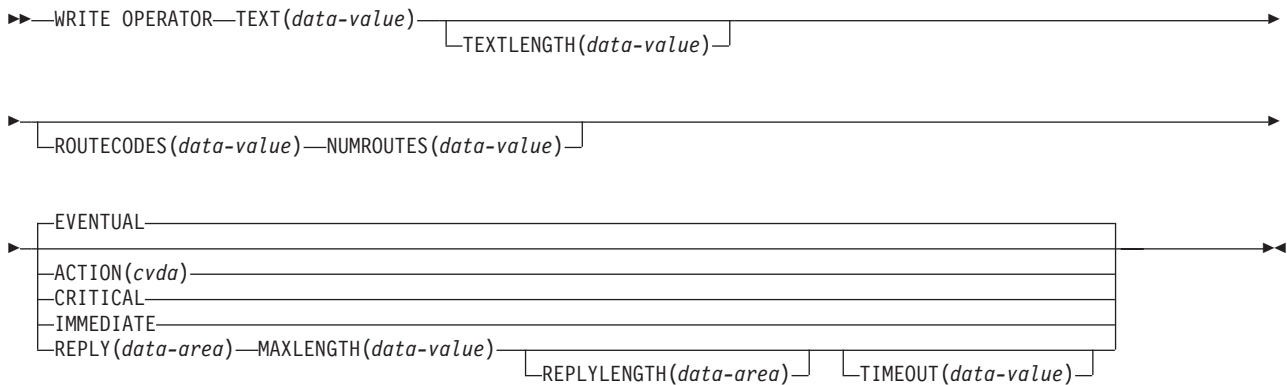 WRITE OPERATOR TEXT(data-value)
TEXTLENGTH(data-value)
ROUTECODES(data-value) NUMROUTES(data-value)
EVENTUAL
ACTION(cvda)
CRITICAL
IMMEDIATE
REPLY(data-area) MAXLENGTH(data-value)
REPLYLENGTH(data-area) TIMEOUT(data-value)